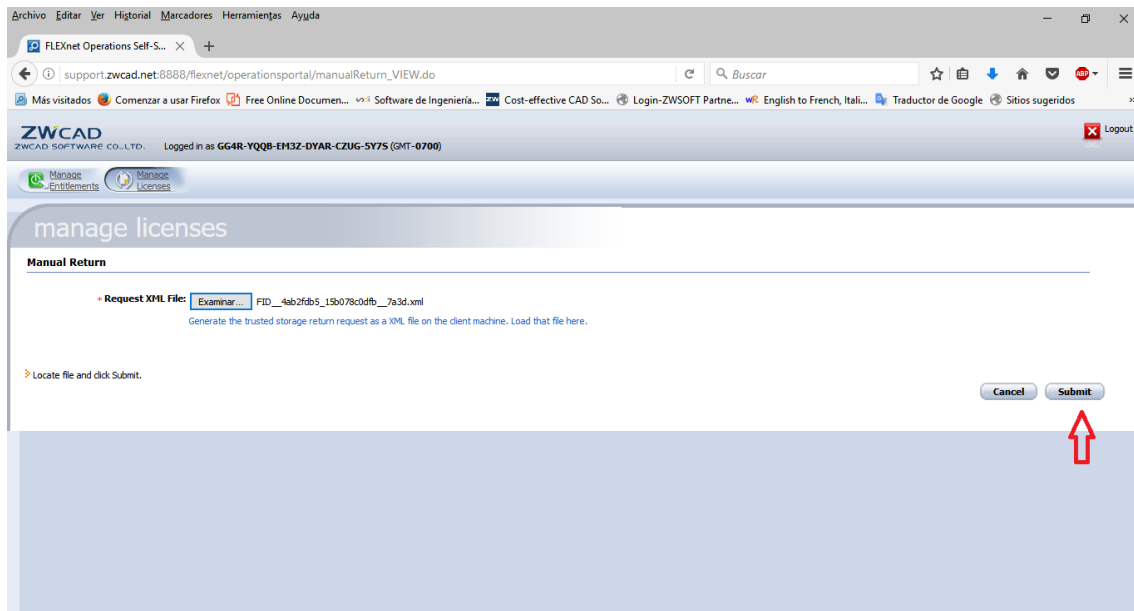 Archivo Editar Ver Historial Marcadores Herramientas Ayuda
FLEXnet Operations Self-S...
support.zwcad.net:8888/flexnet/operationsportal/manualReturn_VIEW.do
Buscar
ABP
Más visitados Comenzar a usar Firefox Free Online Documen... Software de Ingeniería... ZW Cost-effective CAD So... Login-ZWSOFT Partne... WR English to French, Itali... Traductor de Google Sitios sugeridos
ZWCAD
ZWCAD SOFTWARE CO.,LTD. Logged in as GG4R-YQQB-EM3Z-DYAR-CZUG-5Y7S (GMT-0700)
Logout
Manage Entitlements
Manage Licenses
manage licenses
Manual Return
* Request XML File: Examinar... FID__4ab2fdb5_15b078c0dfb__7a3d.xml
Generate the trusted storage return request as a XML file on the client machine. Load that file here.
Locate file and click Submit.
Cancel Submit